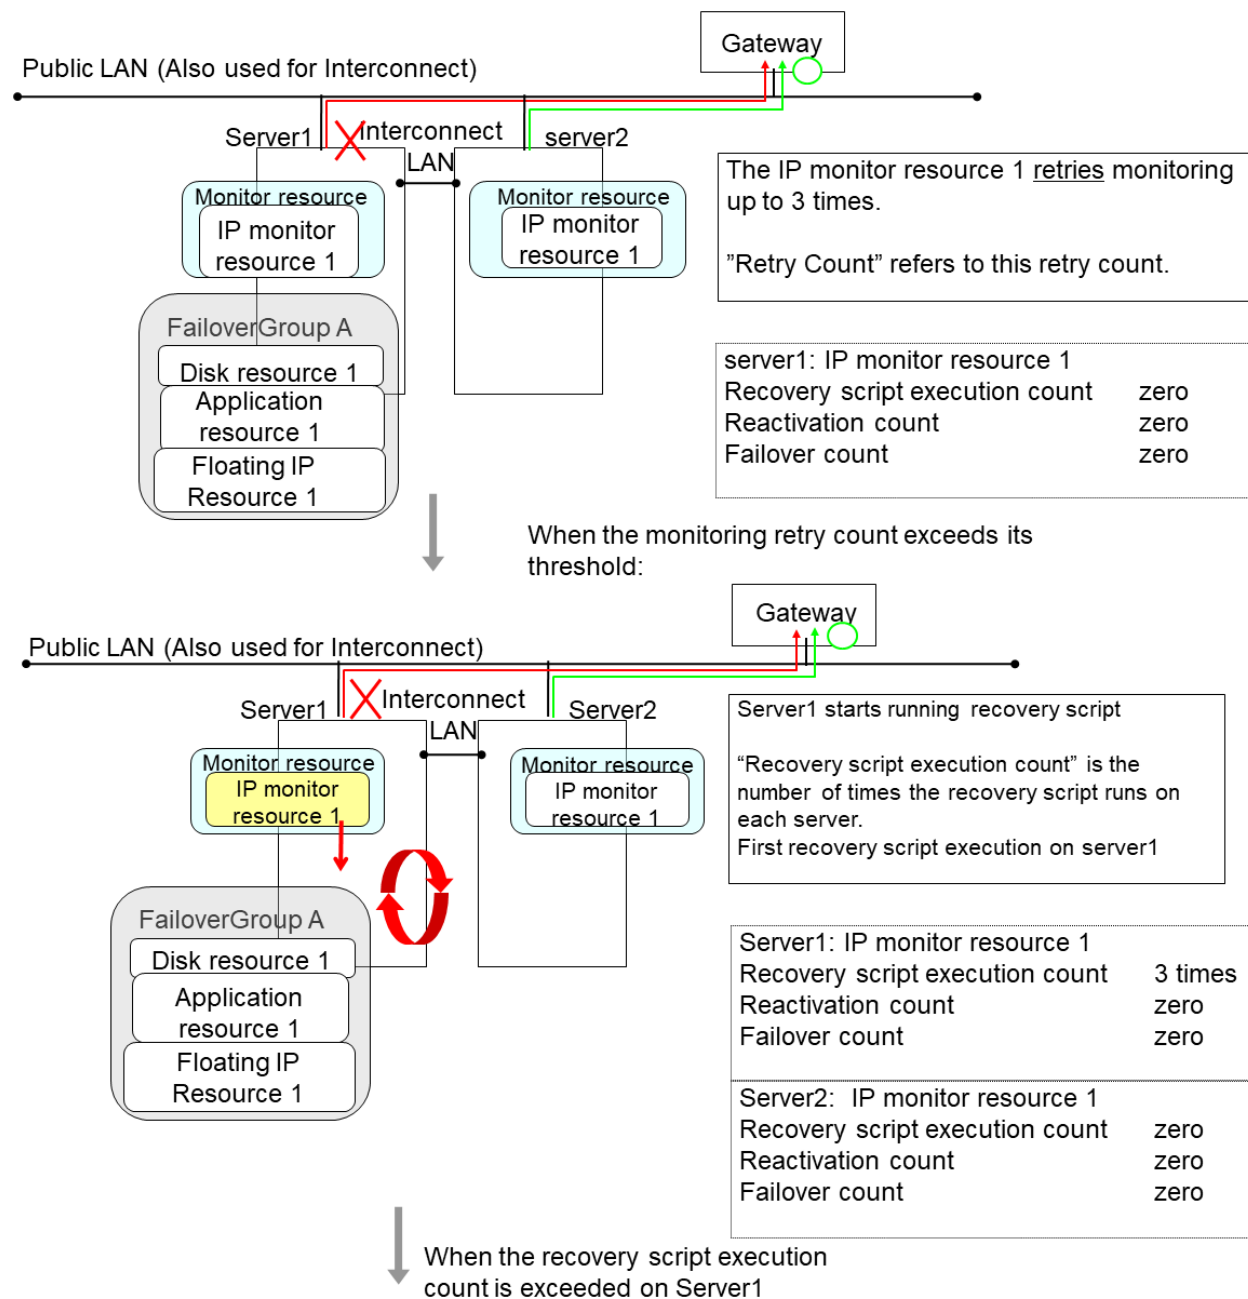 Gateway
Public LAN (Also used for Interconnect)
Server1
Interconnect
LAN
server2
Monitor resource
IP monitor
resource 1
Monitor resource
IP monitor
resource 1
The IP monitor resource 1 retries monitoring
up to 3 times.
”Retry Count” refers to this retry count.
FailoverGroup A
Disk resource 1
Application
resource 1
Floating IP
Resource 1
server1: IP monitor resource 1
Recovery script execution count zero
Reactivation count zero
Failover count zero
When the monitoring retry count exceeds its
threshold:
Gateway
Public LAN (Also used for Interconnect)
Server1
Interconnect
LAN
Server2
Monitor resource
IP monitor
resource 1
Monitor resource
IP monitor
resource 1
Server1 starts running recovery script
“Recovery script execution count” is the
number of times the recovery script runs on
each server.
First recovery script execution on server1
FailoverGroup A
Disk resource 1
Application
resource 1
Floating IP
Resource 1
Server1: IP monitor resource 1
Recovery script execution count 3 times
Reactivation count zero
Failover count zero
Server2: IP monitor resource 1
Recovery script execution count zero
Reactivation count zero
Failover count zero
When the recovery script execution
count is exceeded on Server1